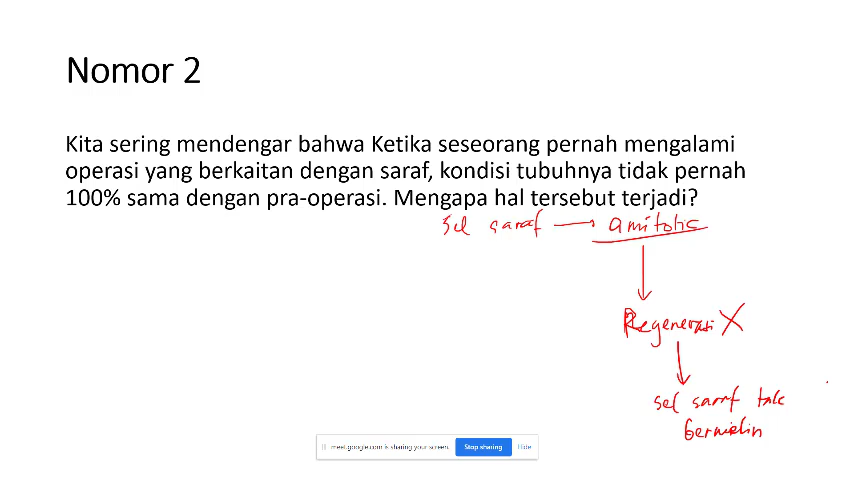 Nomor 2
Kita sering mendengar bahwa Ketika seseorang pernah mengalami
operasi yang berkaitan dengan saraf, kondisi tubuhnya tidak pernah
100% sama dengan pra-operasi. Mengapa hal tersebut terjadi?
sel saraf → amitotic
Regenerasi X
sel saraf tak
bermielin
meet.google.com is sharing your screen. Stop sharing Hide